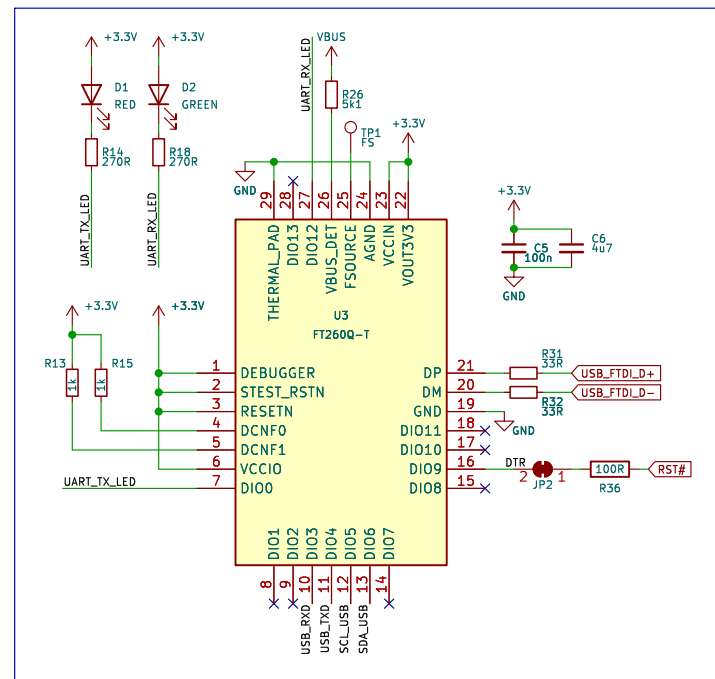 +3.3V
+3.3V
VBUS
D1
RED
D2
GREEN
UART_RX_LED
R26
5k1
TP1
FS
+3.3V
R14
270R
R18
270R
GND
UART_TX_LED
UART_RX_LED
29
28
27
26
25
24
23
22
THERMAL_PAD
DIO13
DIO12
VBUS_DET
FSOURCE
AGND
VCCIN
VOUT3V3
+3.3V
C5
100n
C6
4u7
GND
U3
FT260Q-T
+3.3V
+3.3V
R13
1k
R15
1k
1
DEBUGGER
2
STEST_RSTN
3
RESETN
4
DCNF0
5
DCNF1
6
VCCIO
7
DIO0
UART_TX_LED
DP
21
R31
33R
USB_FTDI_D+
DM
20
R32
33R
USB_FTDI_D-
GND
19
GND
DIO11
18
DIO10
17
DIO9
16
DTR
2
JP2
1
100R
R36
RST#
DIO8
15
DIO1
DIO2
DIO3
DIO4
DIO5
DIO6
DIO7
8
9
10
11
12
13
14
USB_RXD
USB_TXD
SCL_USB
SDA_USB